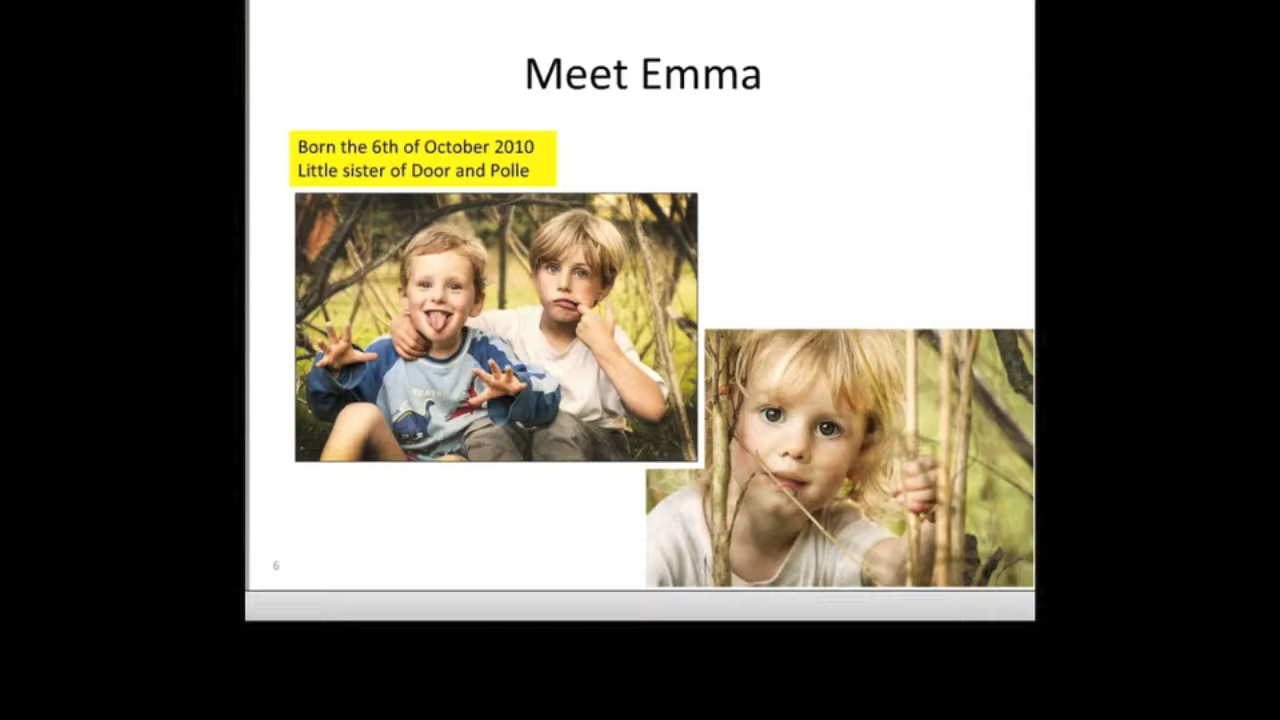 Meet Emma
Born the 6th of October 2010
Little sister of Door and Polle
6